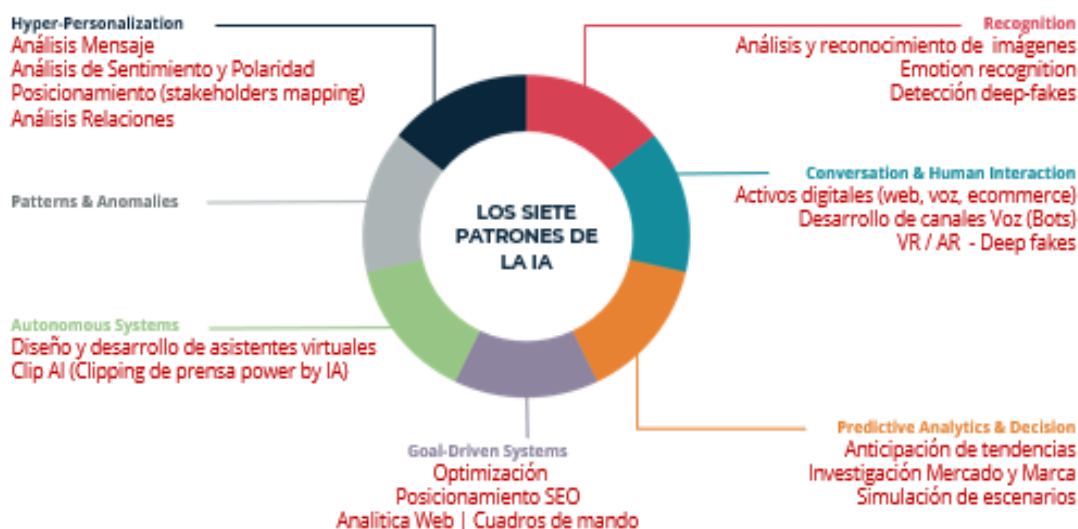 Hyper-Personalization
Análisis Mensaje
Análisis de Sentimiento y Polaridad
Posicionamiento (stakeholders mapping)
Análisis Relaciones
Recognition
Análisis y reconocimiento de imágenes
Emotion recognition
Detección deep-fakes
Patterns & Anomalies
LOS SIETE
PATRONES DE
LA IA
Conversation & Human Interaction
Activos digitales (web, voz, ecommerce)
Desarrollo de canales Voz (Bots)
VR / AR - Deep fakes
Autonomous Systems
Diseño y desarrollo de asistentes virtuales
Clip AI (Clipping de prensa power by IA)
Goal-Driven Systems
Optimización
Posicionamiento SEO
Analítica Web | Cuadros de mando
Predictive Analytics & Decision
Anticipación de tendencias
Investigación Mercado y Marca
Simulación de escenarios